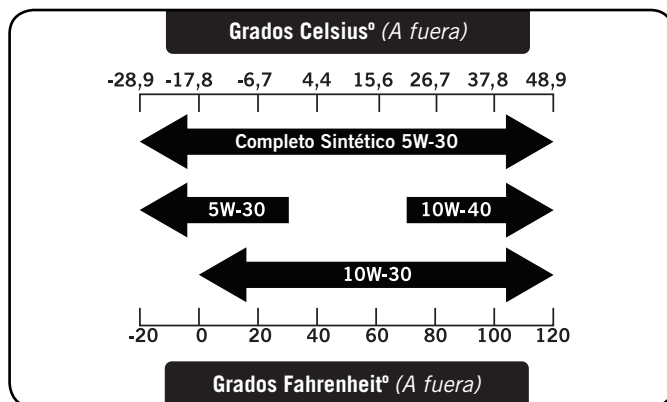 Grados Celsiusº (A fuera)
-28,9 -17,8 -6,7 4,4 15,6 26,7 37,8 48,9
Completo Sintético 5W-30
5W-30 10W-40
10W-30
-20 0 20 40 60 80 100 120
Grados Fahrenheitº (A fuera)